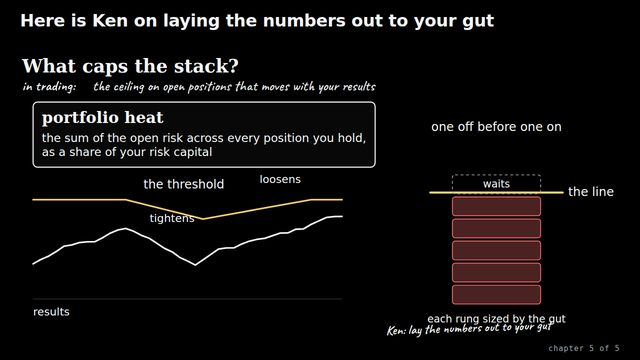 Here is Ken on laying the numbers out to your gut
What caps the stack?
in trading: the ceiling on open positions that moves with your results
portfolio heat
the sum of the open risk across every position you hold,
as a share of your risk capital
one off before one on
the threshold
loosens
tightens
waits
the line
results
each rung sized by the gut
Ken: lay the numbers out to your gut
chapter 5 of 5